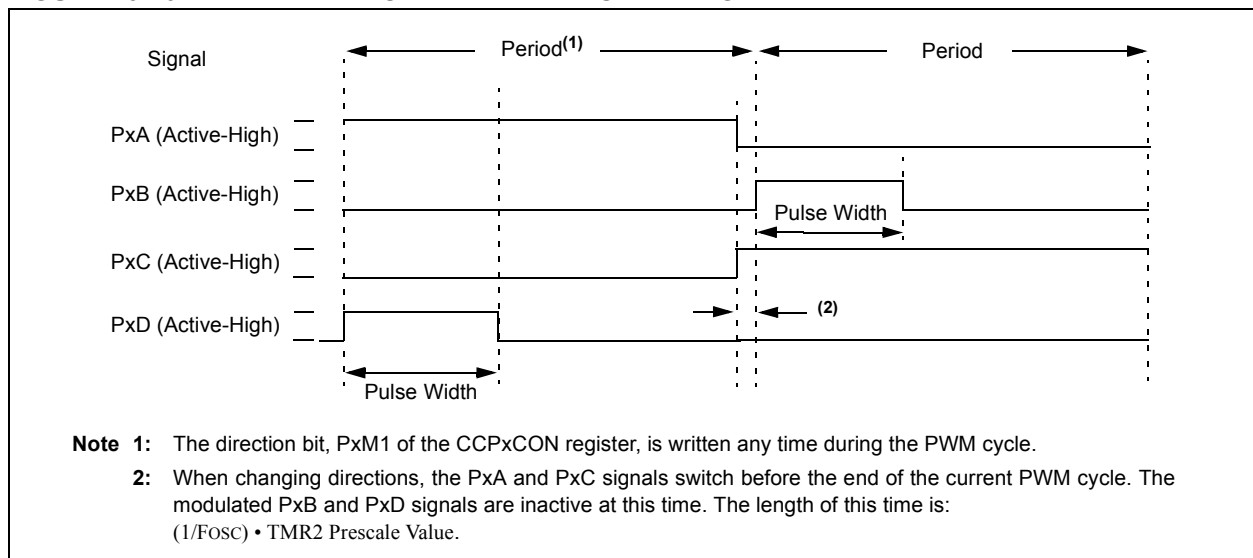 Signal
Period(1)
Period
PxA (Active-High)
PxB (Active-High)
Pulse Width
PxC (Active-High)
(2)
PxD (Active-High)
Pulse Width
Note 1: The direction bit, PxM1 of the CCPxCON register, is written any time during the PWM cycle.
2: When changing directions, the PxA and PxC signals switch before the end of the current PWM cycle. The
modulated PxB and PxD signals are inactive at this time. The length of this time is:
(1/FOSC) • TMR2 Prescale Value.